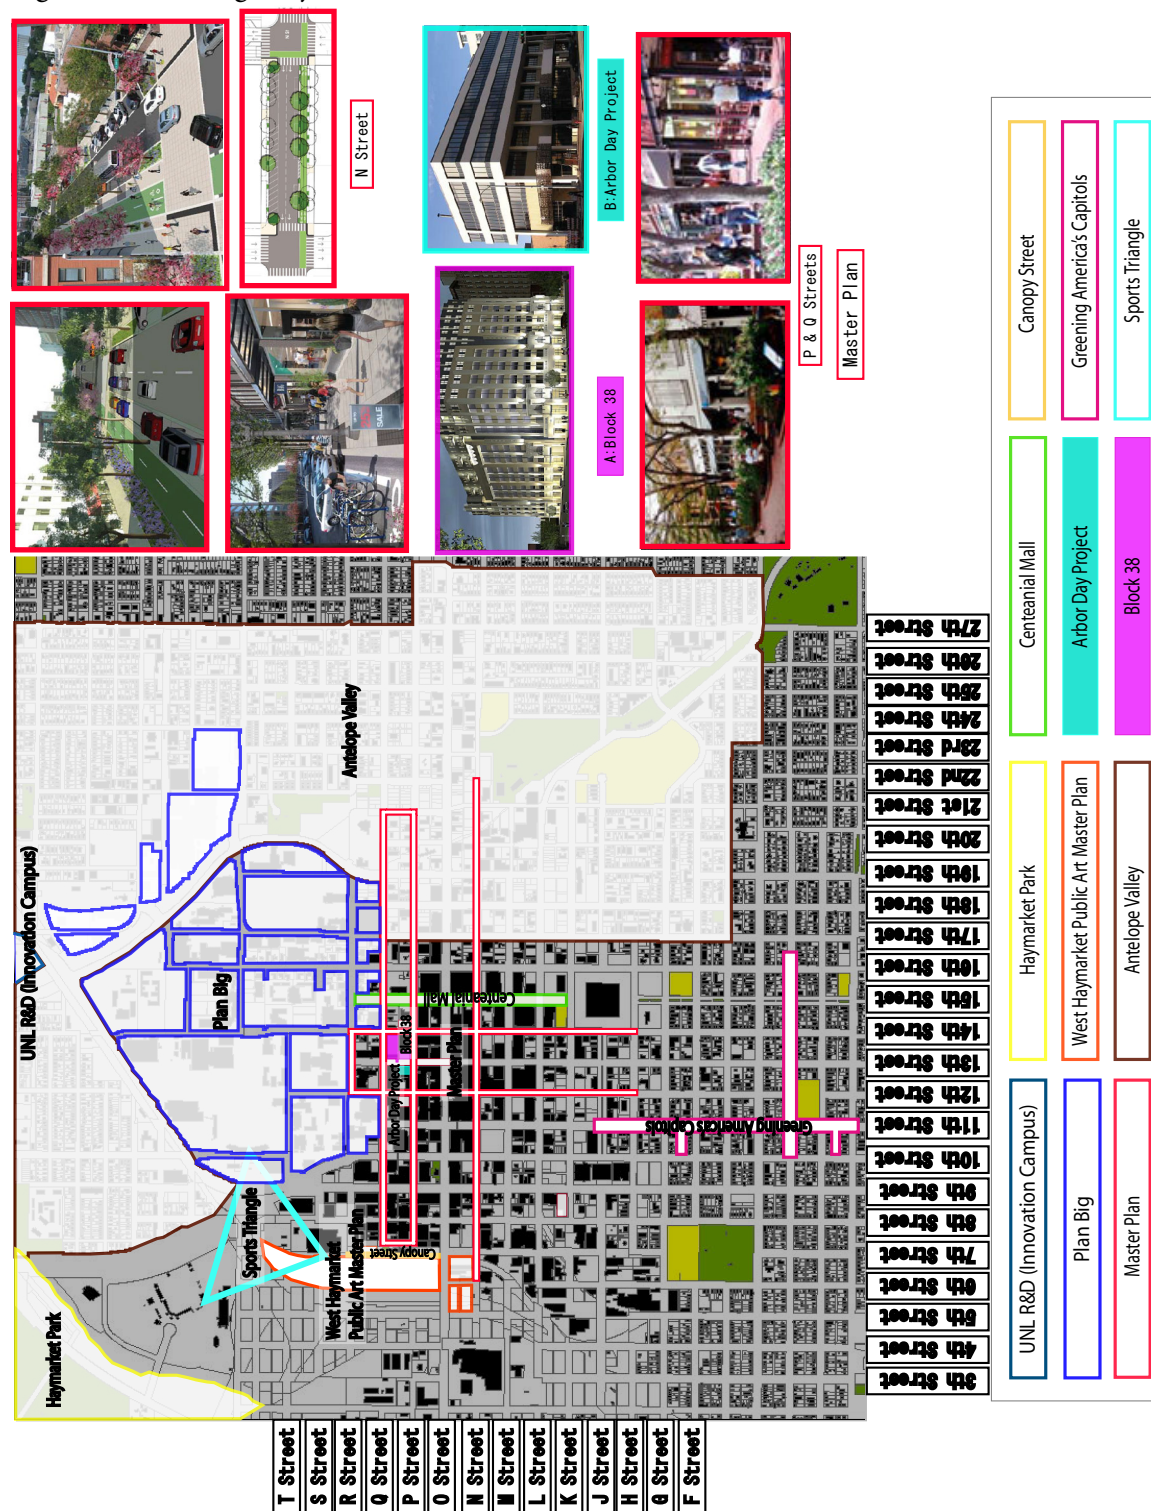 N Street
B:Arbor Day Project
A:Block 38
P & Q Streets
Master Plan
SALE
UNL R&D (Innovation Campus)
Antelope Valley
Plan Big
Centeanial Mall
Block 38
Arbor Day Project
Master Plan
Greening America's Capitols
Sports Triangle
Canopy Street
West Haymarket
Public Art Master Plan
Haymarket Park
27th Street
26th Street
25th Street
24th Street
23rd Street
22nd Street
21st Street
20th Street
19th Street
18th Street
17th Street
16th Street
15th Street
14th Street
13th Street
12th Street
11th Street
10th Street
9th Street
8th Street
7th Street
6th Street
5th Street
4th Street
3th Street
T Street
S Street
R Street
Q Street
P Street
O Street
N Street
M Street
L Street
K Street
J Street
H Street
G Street
F Street
UNL R&D (Innovation Campus)
Haymarket Park
Centeanial Mall
Canopy Street
Plan Big
West Haymarket Public Art Master Plan
Arbor Day Project
Greening America's Capitols
Master Plan
Antelope Valley
Block 38
Sports Triangle